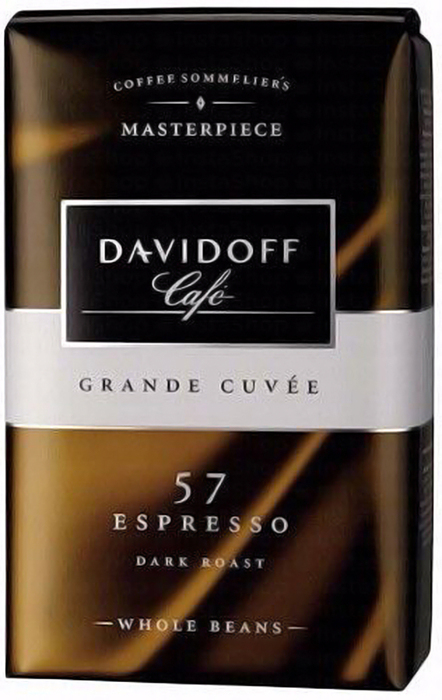 COFFEE SOMMELIER'S
MASTERPIECE
DAVIDOFF
Café
GRANDE CUVÉE
57
ESPRESSO
DARK ROAST
WHOLE BEANS